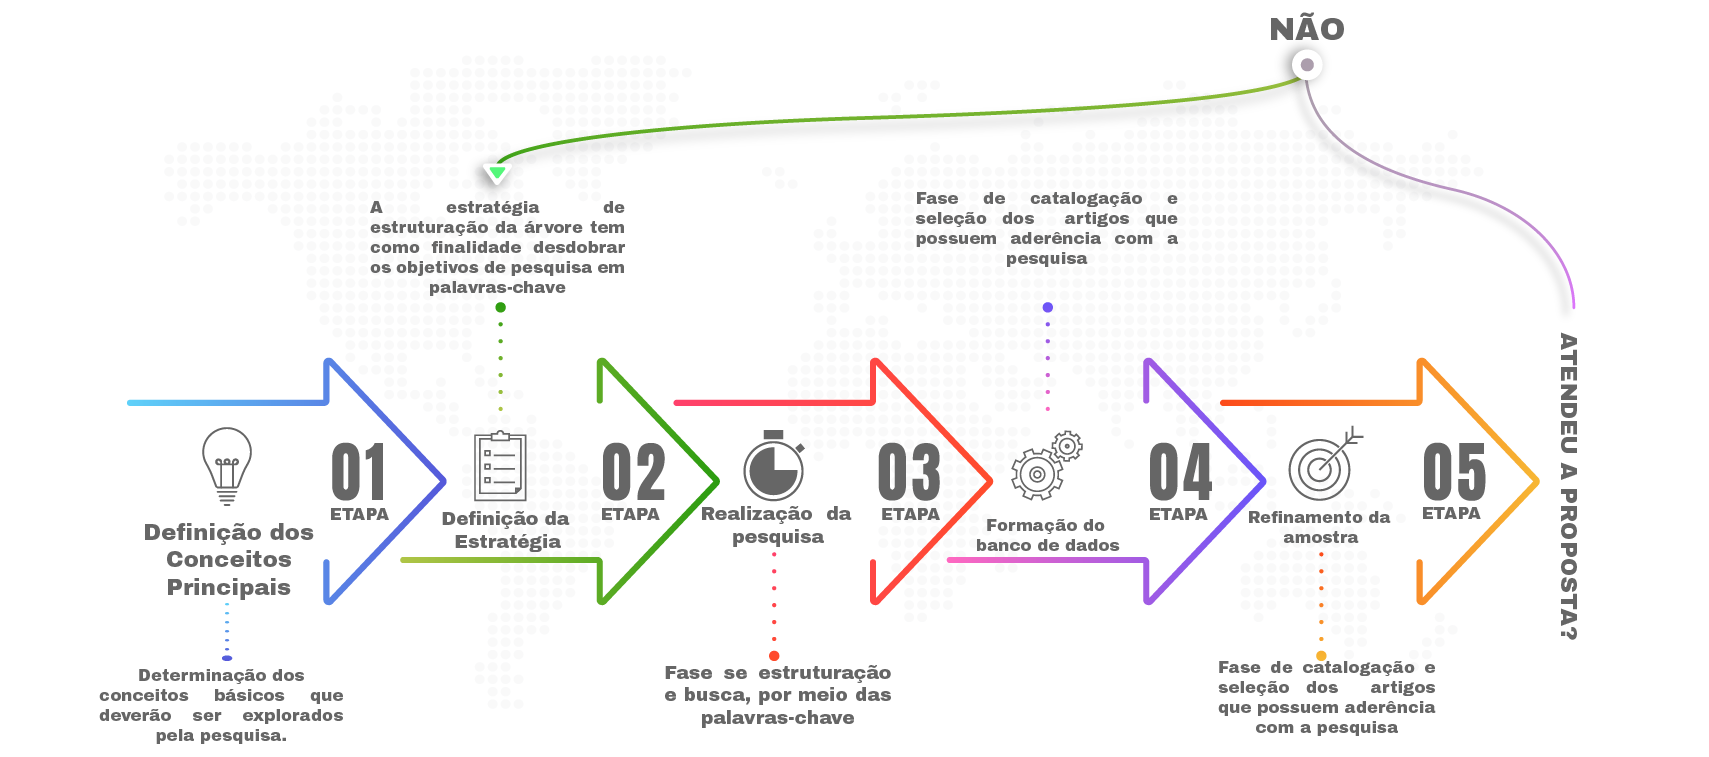 NÃO
A estratégia de
estruturação da árvore tem
como finalidade desdobrar
os objetivos de pesquisa em
palavras-chave
Fase de catalogação e
seleção dos artigos que
possuem aderência com a
pesquisa
01
ETAPA
02
ETAPA
03
ETAPA
04
ETAPA
05
ETAPA
ATENDEU A PROPOSTA?
Definição dos
Conceitos
Principais
Definição da
Estratégia
Realização da
pesquisa
Formação do
banco de dados
Refinamento da
amostra
Determinação dos
conceitos básicos que
deverão ser explorados
pela pesquisa.
Fase se estruturação
e busca, por meio das
palavras-chave
Fase de catalogação e
seleção dos artigos
que possuem aderência
com a pesquisa